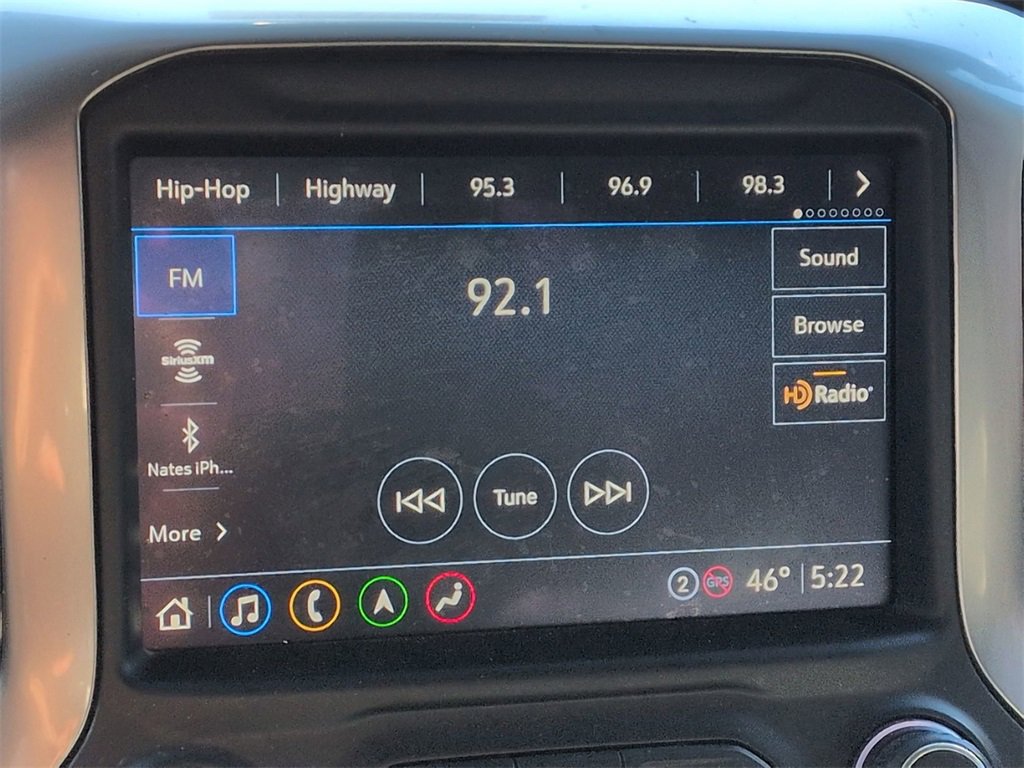 Hip-Hop Highway 95.3 96.9 98.3
FM
92.1
Sound
Browse
HD Radio
SiriusXM
Nates iPh...
More
Tune
2 GPS 46° 5:22